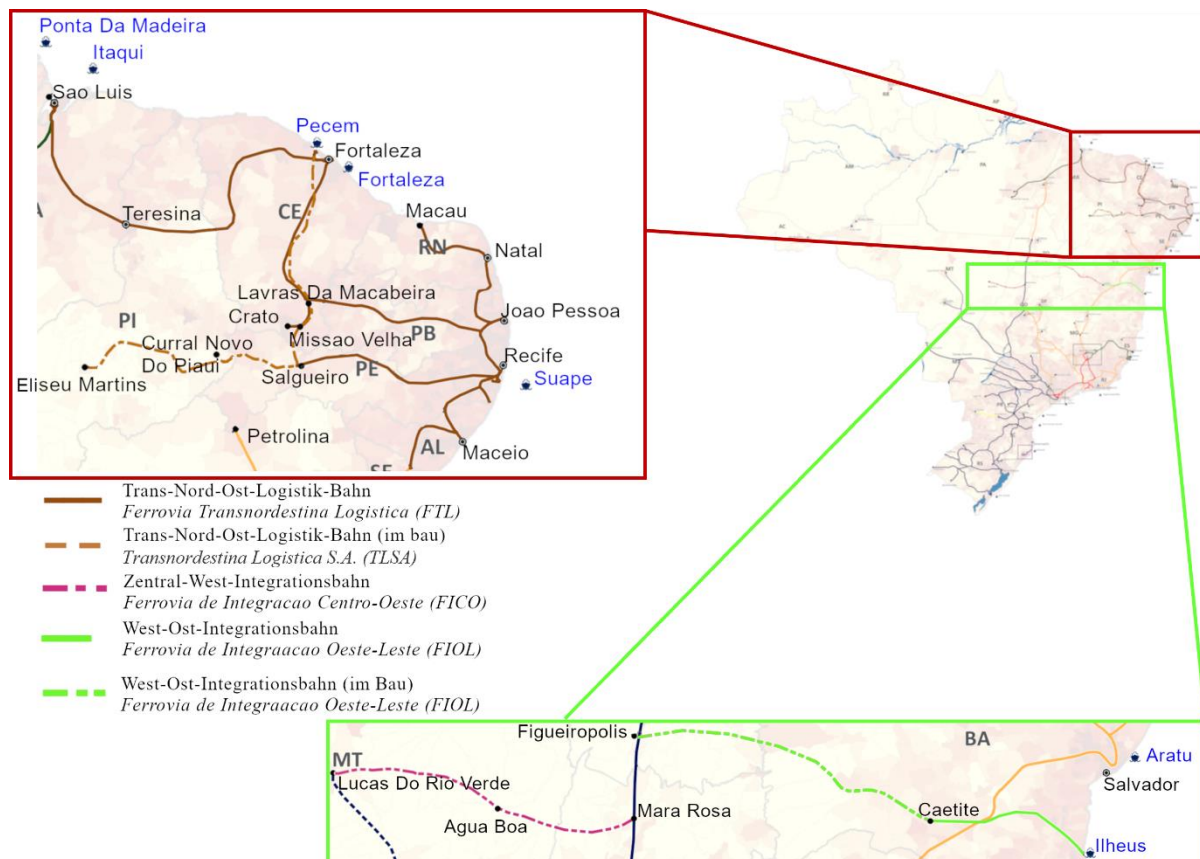 Ponta Da Madeira
Itaqui
Sao Luis
Pecem
Fortaleza
Fortaleza
Teresina
CE
Macau
RN
Natal
Lavras Da Macabeira
Joao Pessoa
Crato
PI
Missao Velha
PB
Curral Novo
Do Piaui
PE
Recife
Eliseu Martins
Salgueiro
Suape
Petrolina
AL
Maceio
SE
Trans-Nord-Ost-Logistik-Bahn
Ferrovia Transnordestina Logistica (FTL)
Trans-Nord-Ost-Logistik-Bahn (im bau)
Transnordestina Logistica S.A. (TLSA)
Zentral-West-Integrationsbahn
Ferrovia de Integracao Centro-Oeste (FICO)
West-Ost-Integrationsbahn
Ferrovia de Integraacao Oeste-Leste (FIOL)
West-Ost-Integrationsbahn (im Bau)
Ferrovia de Integraacao Oeste-Leste (FIOL)
Figueiropolis
BA
MT
Aratu
Lucas Do Rio Verde
Salvador
Agua Boa
Mara Rosa
Caetite
Ilheus